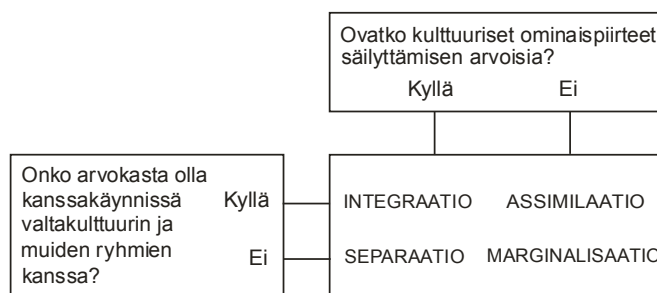 Ovatko kulttuuriset ominaispiirteet
säilyttämisen arvoisia?
Kyllä Ei
Onko arvokasta olla
kanssakäynnissä
valtakulttuurin ja
muiden ryhmien
kanssa?
Kyllä
Ei
INTEGRAATIO ASSIMILAATIO
SEPARAATIO MARGINALISAATIO